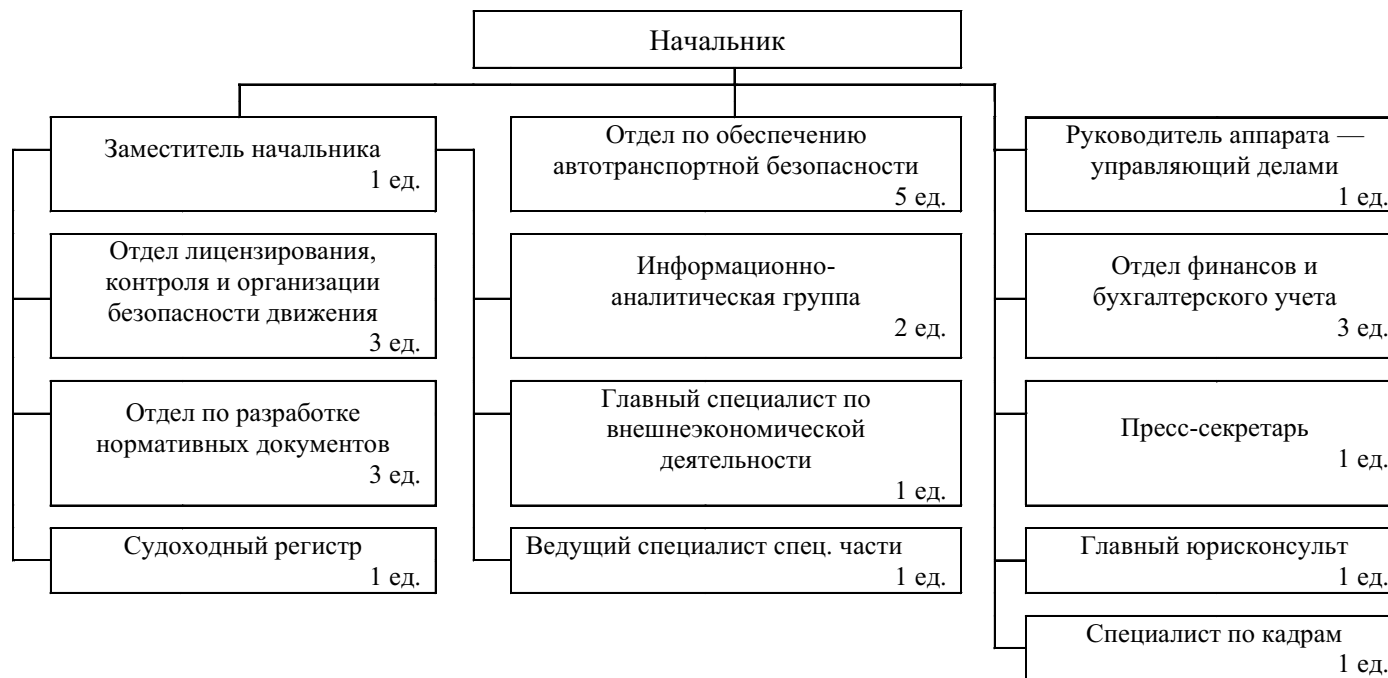 Начальник
Заместитель начальника
1 ед.
Отдел по обеспечению
автотранспортной безопасности
5 ед.
Руководитель аппарата —
управляющий делами
1 ед.
Отдел лицензирования,
контроля и организации
безопасности движения
3 ед.
Информационно-
аналитическая группа
2 ед.
Отдел финансов и
бухгалтерского учета
3 ед.
Отдел по разработке
нормативных документов
3 ед.
Главный специалист по
внешнеэкономической
деятельности
1 ед.
Пресс-секретарь
1 ед.
Судоходный регистр
1 ед.
Ведущий специалист спец. части
1 ед.
Главный юрисконсульт
1 ед.
Специалист по кадрам
1 ед.